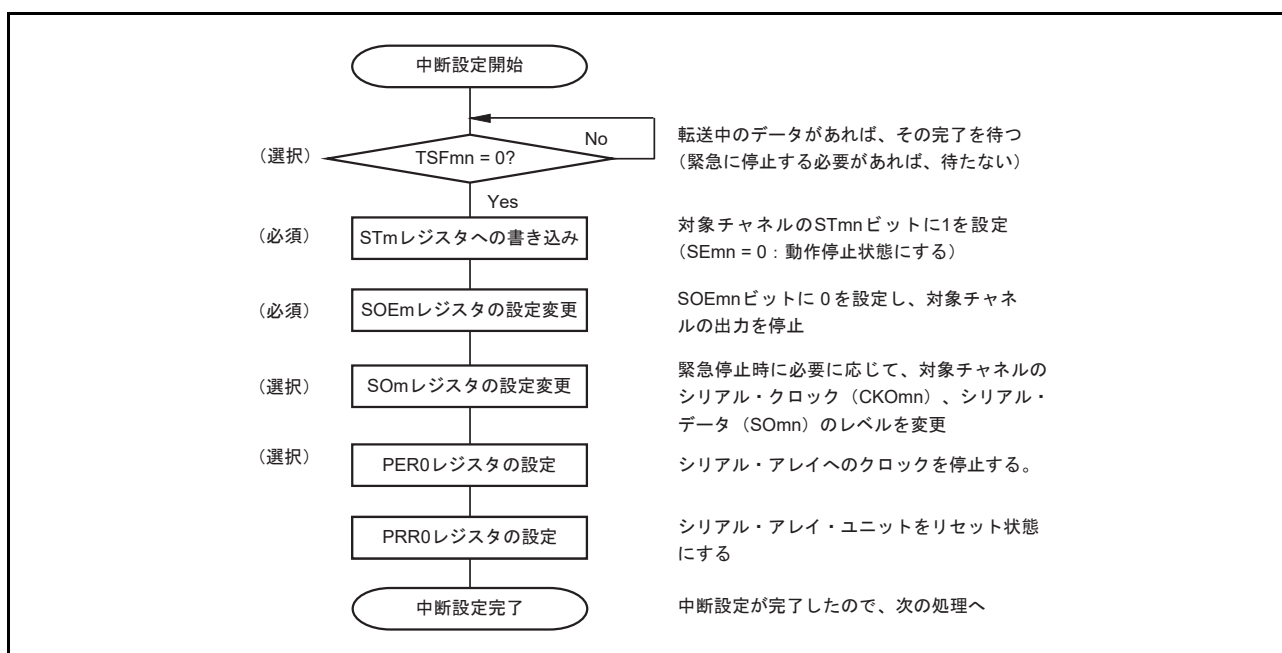 中断設定開始
No
転送中のデータがあれば、その完了を待つ
（選択）
TSFmn = 0?
（緊急に停止する必要があれば、待たない）
Yes
（必須）
STmレジスタへの書き込み
対象チャネルのSTmnビットに1を設定
（SEmn = 0：動作停止状態にする）
（必須）
SOEmレジスタの設定変更
SOEmnビットに 0 を設定し、対象チャネ
ルの出力を停止
（選択）
SOmレジスタの設定変更
緊急停止時に必要に応じて、対象チャネルの
シリアル・クロック（CKOmn）、シリアル・
データ（SOmn）のレベルを変更
（選択）
PER0レジスタの設定
シリアル・アレイへのクロックを停止する。
PRR0レジスタの設定
シリアル・アレイ・ユニットをリセット状態
にする
中断設定完了
中断設定が完了したので、次の処理へ